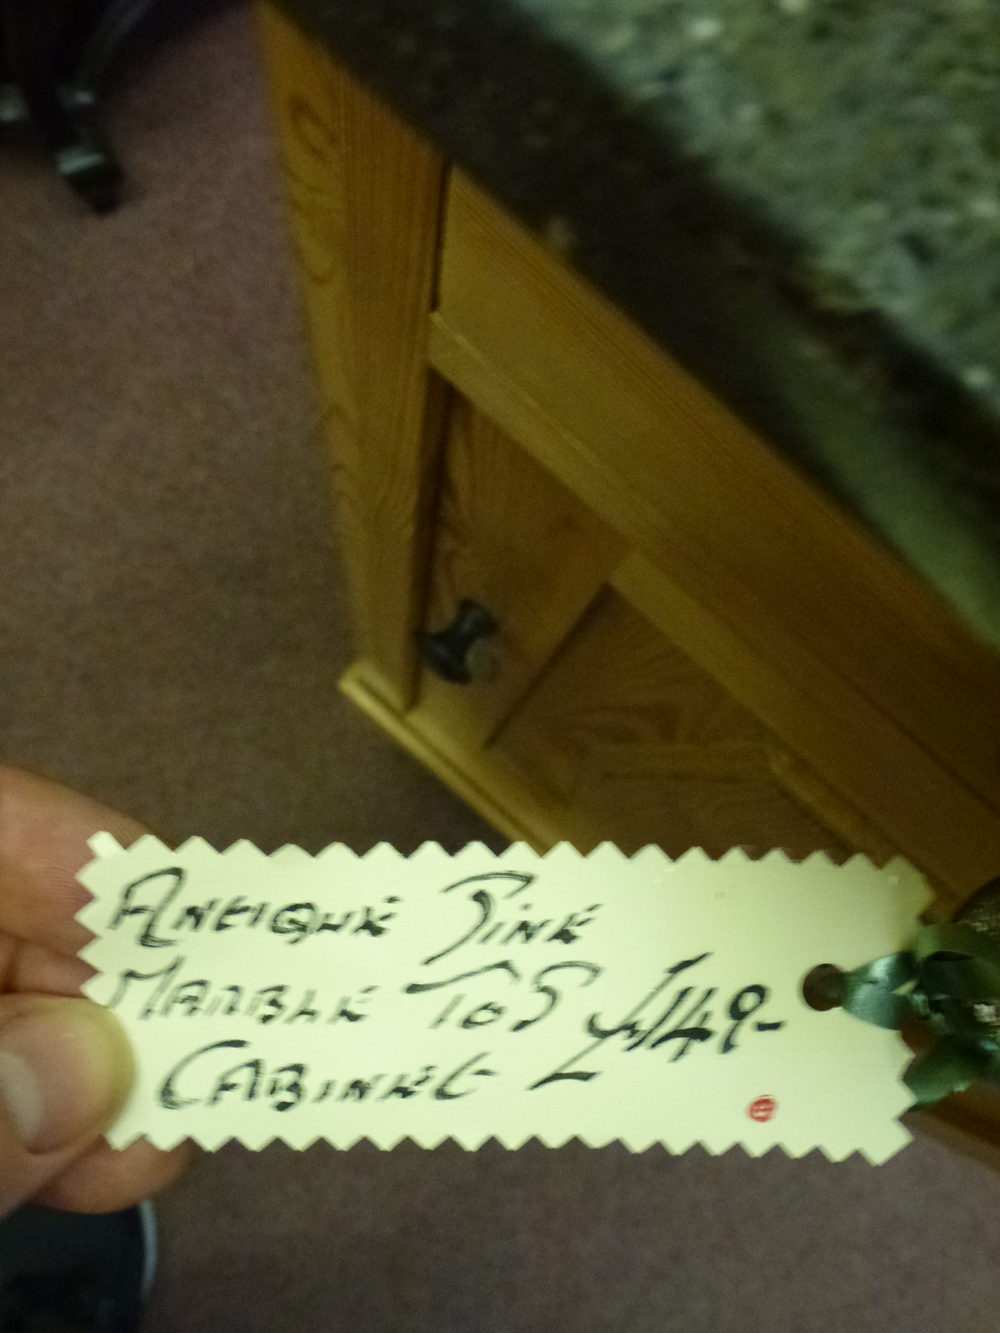 ANtiQUE PiNE
MARBLE ToP £149-
CABiNEt